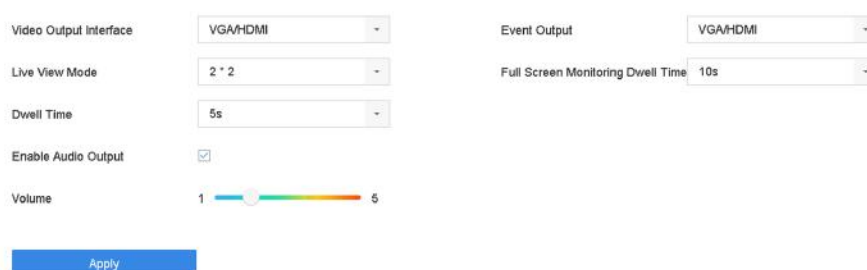 Video Output Interface VGA/HDMI Event Output VGA/HDMI
Live View Mode 2 * 2 Full Screen Monitoring Dwell Time 10s
Dwell Time 5s
Enable Audio Output
Volume 1 5
Apply